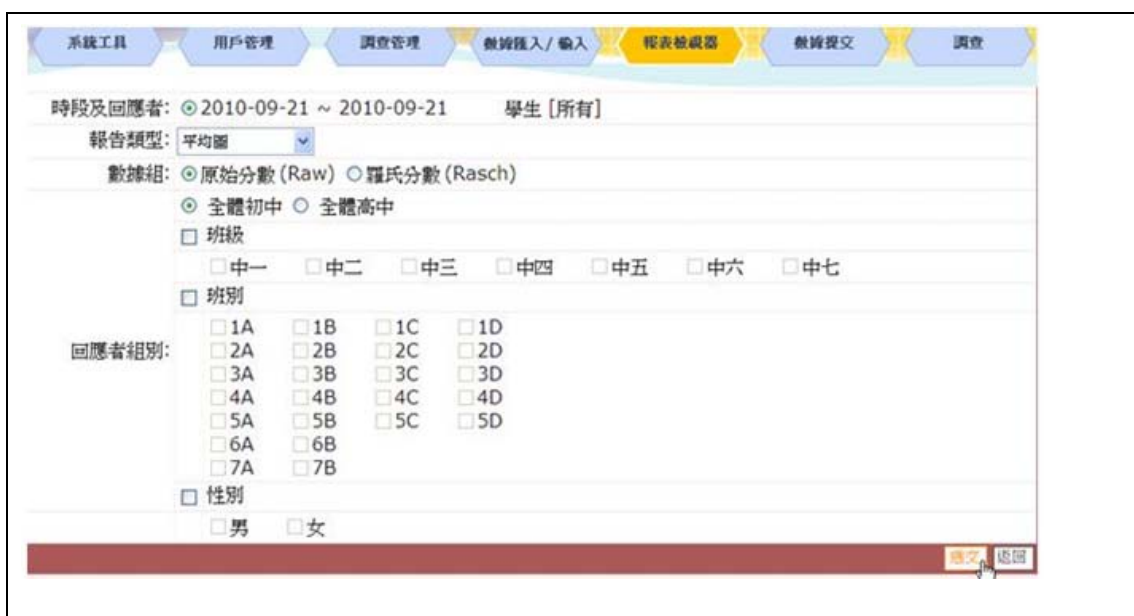 系統工具 用戶管理 調查管理 數據匯入/ 輸入 報表檢視器 數據提交 調查
時段及回應者: 2010-09-21 ~ 2010-09-21 學生 [所有]
報告類型: 平均圖
數據組: 原始分數 (Raw) 羅氏分數 (Rasch)
全體初中 全體高中
班級
中一 中二 中三 中四 中五 中六 中七
班別
回應者組別:
1A 1B 1C 1D
2A 2B 2C 2D
3A 3B 3C 3D
4A 4B 4C 4D
5A 5B 5C 5D
6A 6B
7A 7B
性別
男 女
遞交 返回